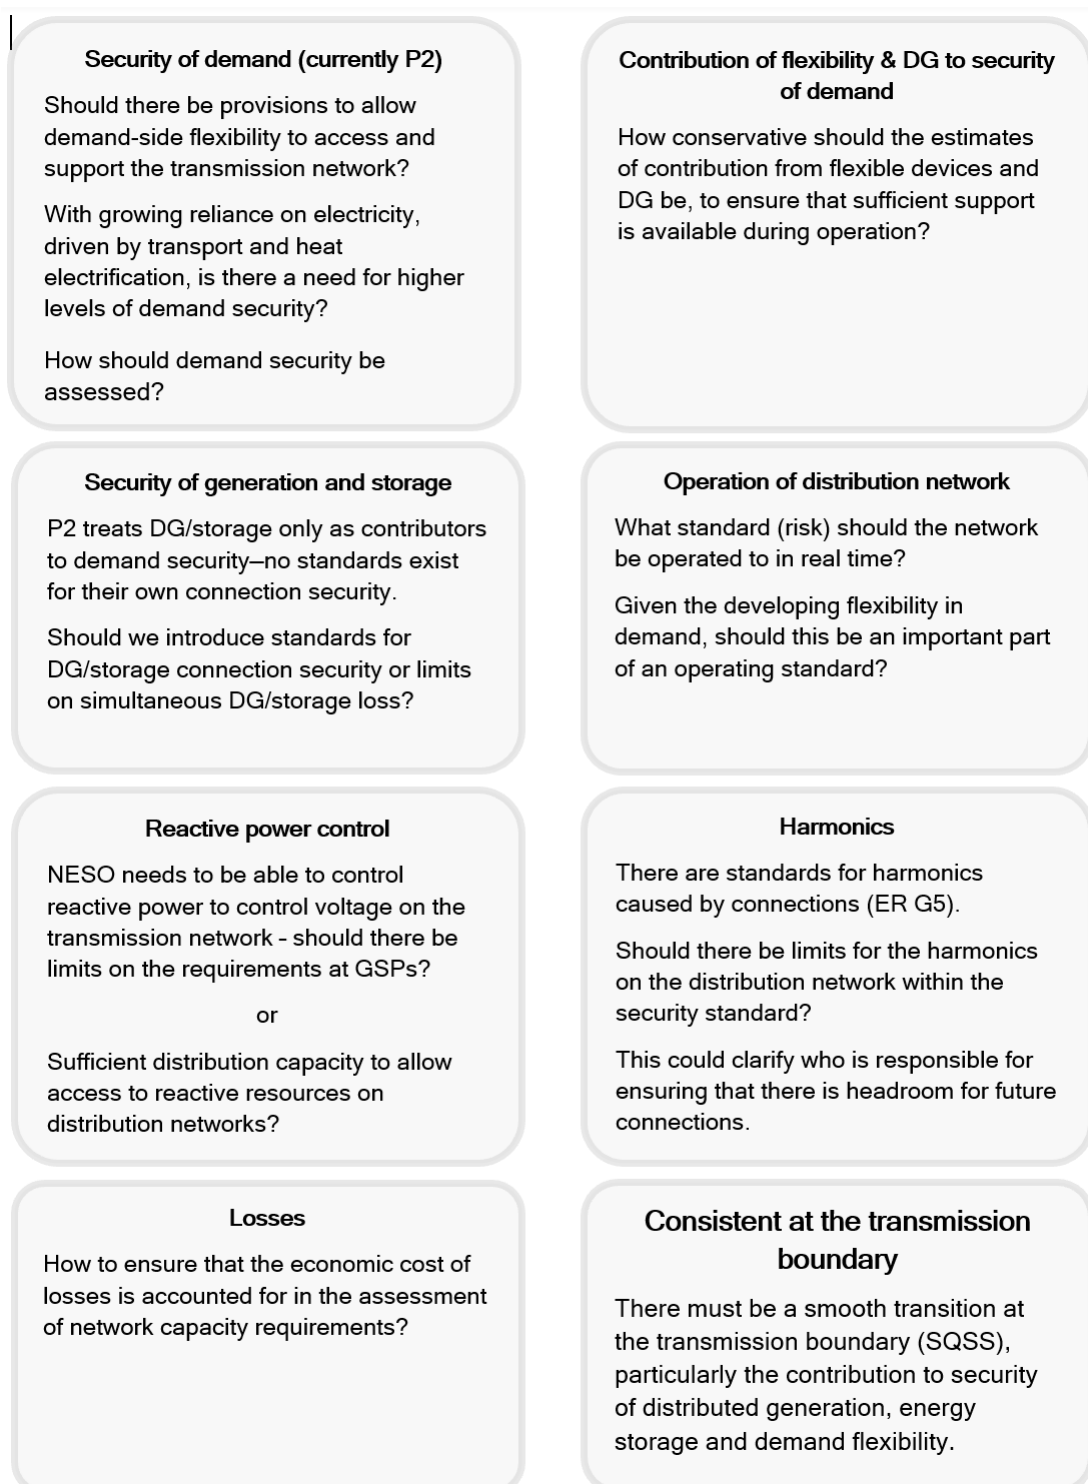 Security of demand (currently P2)
Should there be provisions to allow
demand-side flexibility to access and
support the transmission network?
With growing reliance on electricity,
driven by transport and heat
electrification, is there a need for higher
levels of demand security?
How should demand security be
assessed?
Contribution of flexibility & DG to security
of demand
How conservative should the estimates
of contribution from flexible devices and
DG be, to ensure that sufficient support
is available during operation?
Security of generation and storage
P2 treats DG/storage only as contributors
to demand security—no standards exist
for their own connection security.
Should we introduce standards for
DG/storage connection security or limits
on simultaneous DG/storage loss?
Operation of distribution network
What standard (risk) should the network
be operated to in real time?
Given the developing flexibility in
demand, should this be an important part
of an operating standard?
Reactive power control
NESO needs to be able to control
reactive power to control voltage on the
transmission network - should there be
limits on the requirements at GSPs?
or
Sufficient distribution capacity to allow
access to reactive resources on
distribution networks?
Harmonics
There are standards for harmonics
caused by connections (ER G5).
Should there be limits for the harmonics
on the distribution network within the
security standard?
This could clarify who is responsible for
ensuring that there is headroom for future
connections.
Losses
How to ensure that the economic cost of
losses is accounted for in the assessment
of network capacity requirements?
Consistent at the transmission
boundary
There must be a smooth transition at
the transmission boundary (SQSS),
particularly the contribution to security
of distributed generation, energy
storage and demand flexibility.